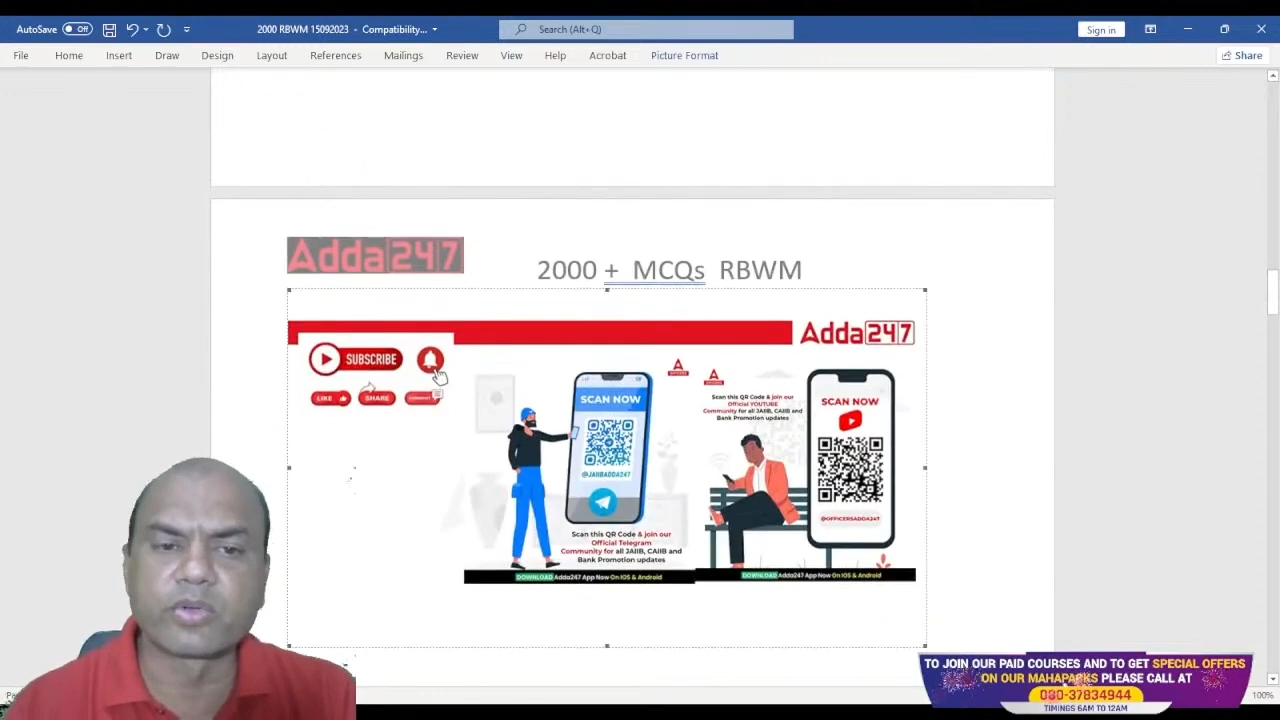 AutoSave Off 2000 RBWM 15092023 - Compatibility... Search (Alt+Q) Sign in
File Home Insert Draw Design Layout References Mailings Review View Help Acrobat Picture Format Share
Adda247
2000 + MCQs RBWM
Adda247
SUBSCRIBE
LIKE SHARE
SCAN NOW
@JAIIBADDA247
Scan this QR Code & join our
Official Telegram
Community for all JAIIB, CAIIB and
Bank Promotion updates
DOWNLOAD Adda247 App Now On IOS & Android
Scan this QR Code & join our
Official YOUTUBE
Community for all JAIIB, CAIIB and
Bank Promotion updates
SCAN NOW
@OFFICERSADDA247
DOWNLOAD Adda247 App Now On IOS & Android
TO JOIN OUR PAID COURSES AND TO GET SPECIAL OFFERS
ON OUR MAHAPARKS PLEASE CALL AT
080-37834944
TIMINGS 6AM TO 12AM
100%